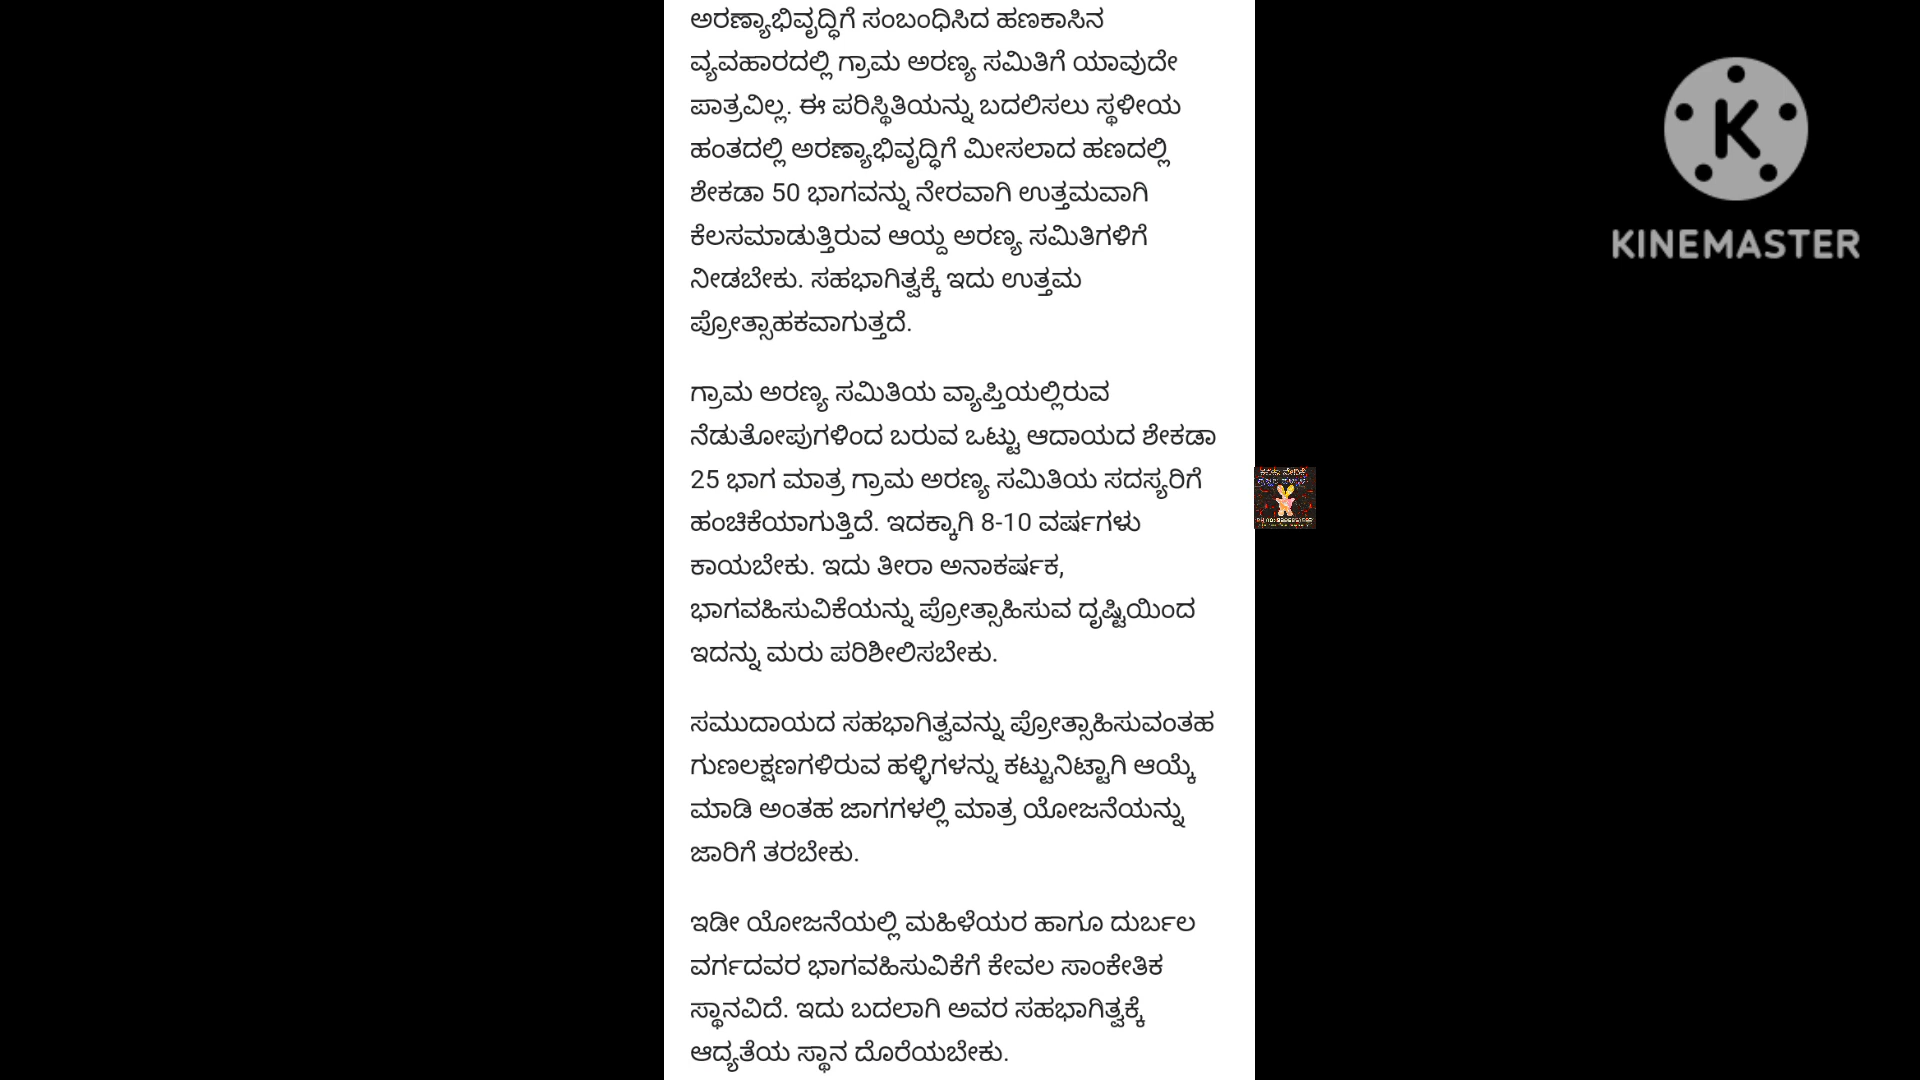 ಅರಣ್ಯಾಭಿವೃದ್ಧಿಗೆ ಸಂಬಂಧಿಸಿದ ಹಣಕಾಸಿನ
ವ್ಯವಹಾರದಲ್ಲಿ ಗ್ರಾಮ ಅರಣ್ಯ ಸಮಿತಿಗೆ ಯಾವುದೇ
ಪಾತ್ರವಿಲ್ಲ. ಈ ಪರಿಸ್ಥಿತಿಯನ್ನು ಬದಲಿಸಲು ಸ್ಥಳೀಯ
ಹಂತದಲ್ಲಿ ಅರಣ್ಯಾಭಿವೃದ್ಧಿಗೆ ಮೀಸಲಾದ ಹಣದಲ್ಲಿ
ಶೇಕಡಾ 50 ಭಾಗವನ್ನು ನೇರವಾಗಿ ಉತ್ತಮವಾಗಿ
ಕೆಲಸಮಾಡುತ್ತಿರುವ ಆಯ್ದ ಅರಣ್ಯ ಸಮಿತಿಗಳಿಗೆ
ನೀಡಬೇಕು. ಸಹಭಾಗಿತ್ವಕ್ಕೆ ಇದು ಉತ್ತಮ
ಪ್ರೋತ್ಸಾಹಕವಾಗುತ್ತದೆ.
ಗ್ರಾಮ ಅರಣ್ಯ ಸಮಿತಿಯ ವ್ಯಾಪ್ತಿಯಲ್ಲಿರುವ
ನೆಡುತೋಪುಗಳಿಂದ ಬರುವ ಒಟ್ಟು ಆದಾಯದ ಶೇಕಡಾ
25 ಭಾಗ ಮಾತ್ರ ಗ್ರಾಮ ಅರಣ್ಯ ಸಮಿತಿಯ ಸದಸ್ಯರಿಗೆ
ಹಂಚಿಕೆಯಾಗುತ್ತಿದೆ. ಇದಕ್ಕಾಗಿ 8-10 ವರ್ಷಗಳು
ಕಾಯಬೇಕು. ಇದು ತೀರಾ ಅನಾಕರ್ಷಕ,
ಭಾಗವಹಿಸುವಿಕೆಯನ್ನು ಪ್ರೋತ್ಸಾಹಿಸುವ ದೃಷ್ಟಿಯಿಂದ
ಇದನ್ನು ಮರು ಪರಿಶೀಲಿಸಬೇಕು.
ಸಮುದಾಯದ ಸಹಭಾಗಿತ್ವವನ್ನು ಪ್ರೋತ್ಸಾಹಿಸುವಂತಹ
ಗುಣಲಕ್ಷಣಗಳಿರುವ ಹಳ್ಳಿಗಳನ್ನು ಕಟ್ಟುನಿಟ್ಟಾಗಿ ಆಯ್ಕೆ
ಮಾಡಿ ಅಂತಹ ಜಾಗಗಳಲ್ಲಿ ಮಾತ್ರ ಯೋಜನೆಯನ್ನು
ಜಾರಿಗೆ ತರಬೇಕು.
ಇಡೀ ಯೋಜನೆಯಲ್ಲಿ ಮಹಿಳೆಯರ ಹಾಗೂ ದುರ್ಬಲ
ವರ್ಗದವರ ಭಾಗವಹಿಸುವಿಕೆಗೆ ಕೇವಲ ಸಾಂಕೇತಿಕ
ಸ್ಥಾನವಿದೆ. ಇದು ಬದಲಾಗಿ ಅವರ ಸಹಭಾಗಿತ್ವಕ್ಕೆ
ಆದ್ಯತೆಯ ಸ್ಥಾನ ದೊರೆಯಬೇಕು.
K
KINEMASTER